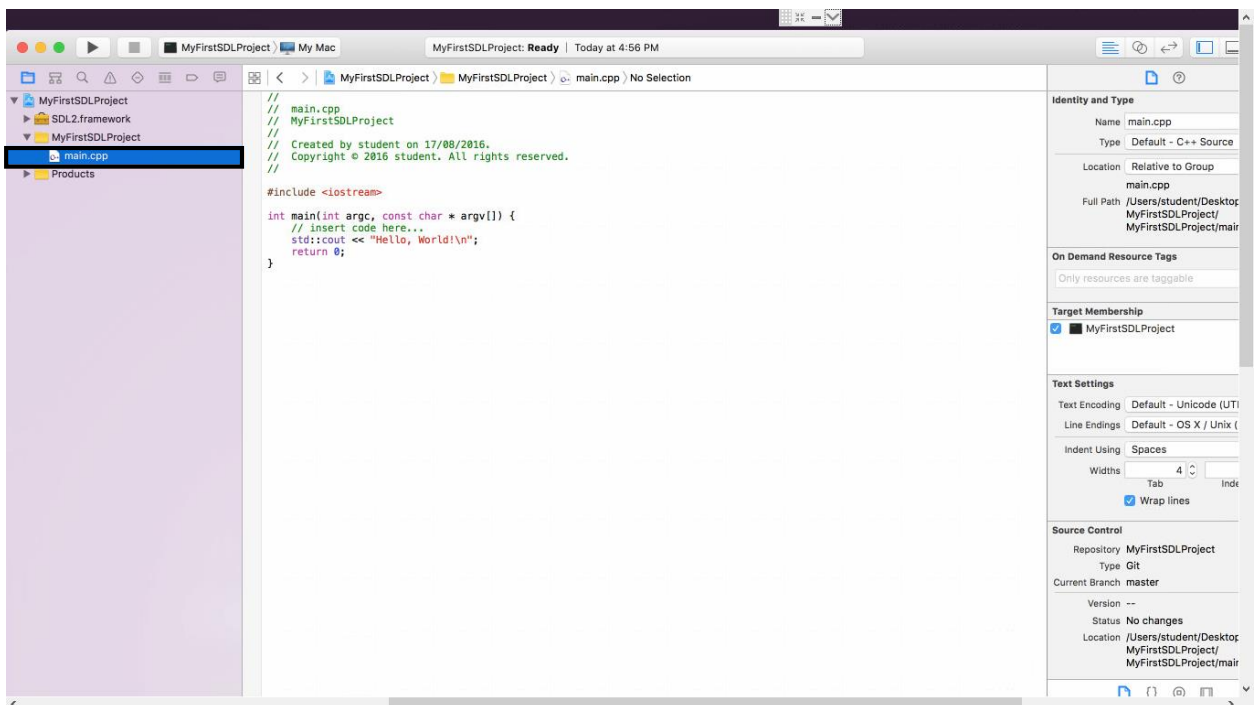 MyFirstSDLProject 〉 My Mac
MyFirstSDLProject: Ready | Today at 4:56 PM
MyFirstSDLProject 〉 MyFirstSDLProject 〉 main.cpp 〉 No Selection
MyFirstSDLProject
SDL2.framework
MyFirstSDLProject
main.cpp
Products
//
// main.cpp
// MyFirstSDLProject
//
// Created by student on 17/08/2016.
// Copyright © 2016 student. All rights reserved.
//
#include <iostream>
int main(int argc, const char * argv[]) {
// insert code here...
std::cout << "Hello, World!\n";
return 0;
}
Identity and Type
Name main.cpp
Type Default - C++ Source
Location Relative to Group
main.cpp
Full Path /Users/student/Desktop
MyFirstSDLProject/
MyFirstSDLProject/mair
On Demand Resource Tags
Only resources are taggable
Target Membership
MyFirstSDLProject
Text Settings
Text Encoding Default - Unicode (UTI
Line Endings Default - OS X / Unix (
Indent Using Spaces
Widths 4
Tab Inde
Wrap lines
Source Control
Repository MyFirstSDLProject
Type Git
Current Branch master
Version --
Status No changes
Location /Users/student/Desktop
MyFirstSDLProject/
MyFirstSDLProject/mair